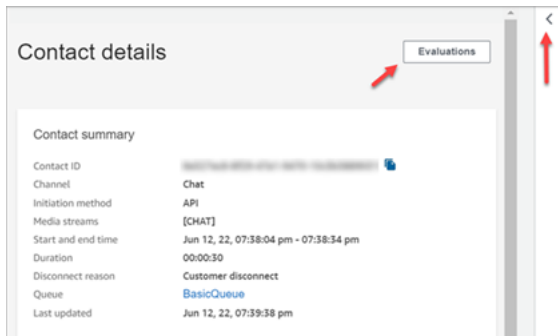 Contact details
Evaluations
Contact summary
Contact ID
Channel Chat
Initiation method API
Media streams [CHAT]
Start and end time Jun 12, 22, 07:38:04 pm - 07:38:34 pm
Duration 00:00:30
Disconnect reason Customer disconnect
Queue BasicQueue
Last updated Jun 12, 22, 07:39:38 pm